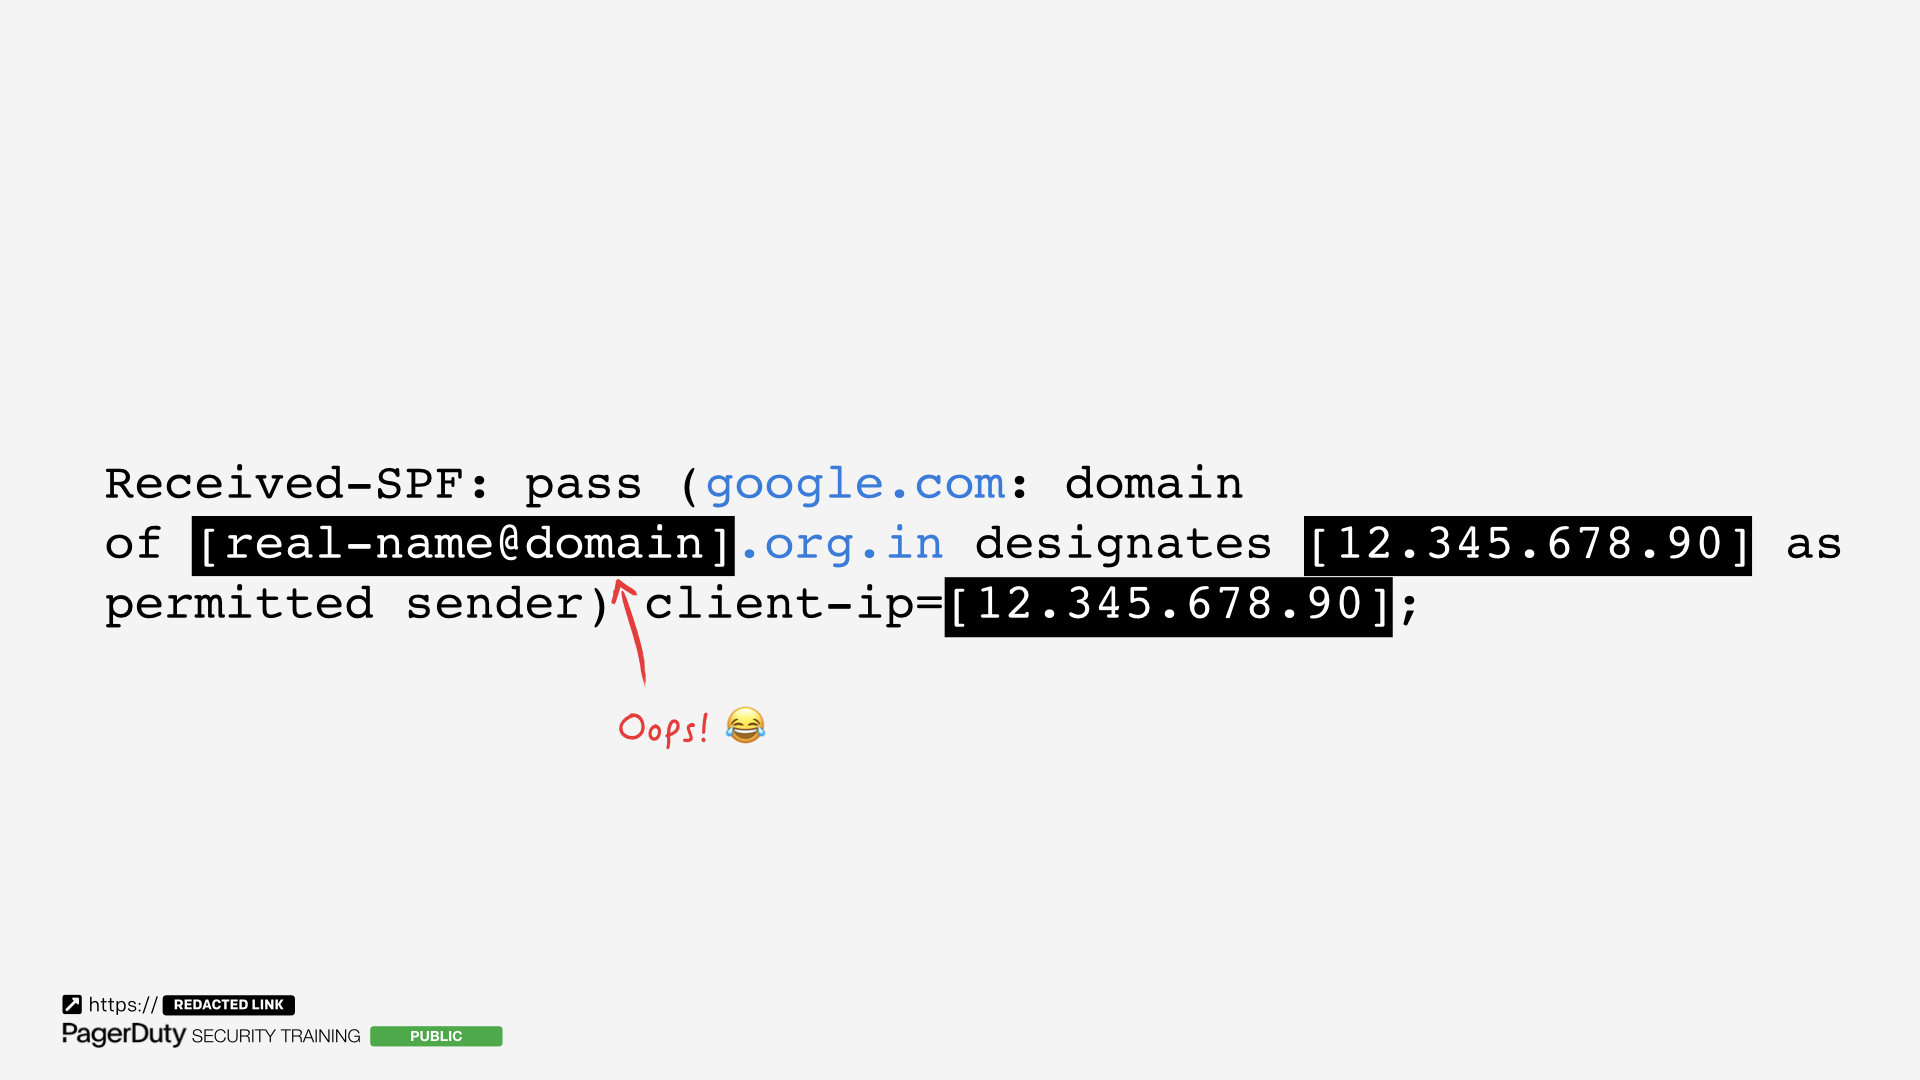 Received-SPF: pass (google.com: domain
of [real-name@domain].org.in designates [12.345.678.90] as
permitted sender) client-ip=[12.345.678.90];
Oops! 😂
https:// REDACTED LINK
PagerDuty SECURITY TRAINING PUBLIC